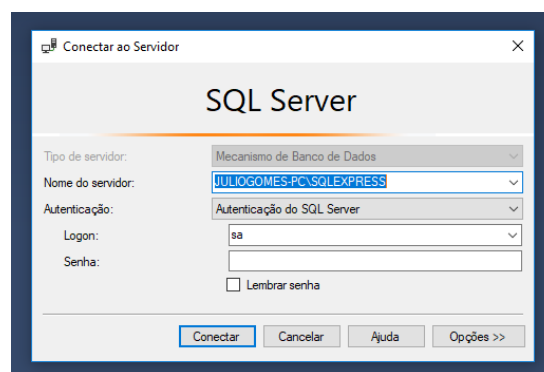 Conectar ao Servidor
SQL Server
Tipo de servidor: Mecanismo de Banco de Dados
Nome do servidor: JULIOGOMES-PC\SQLEXPRESS
Autenticação: Autenticação do SQL Server
Logon: sa
Senha:
Lembrar senha
Conectar Cancelar Ajuda Opções >>